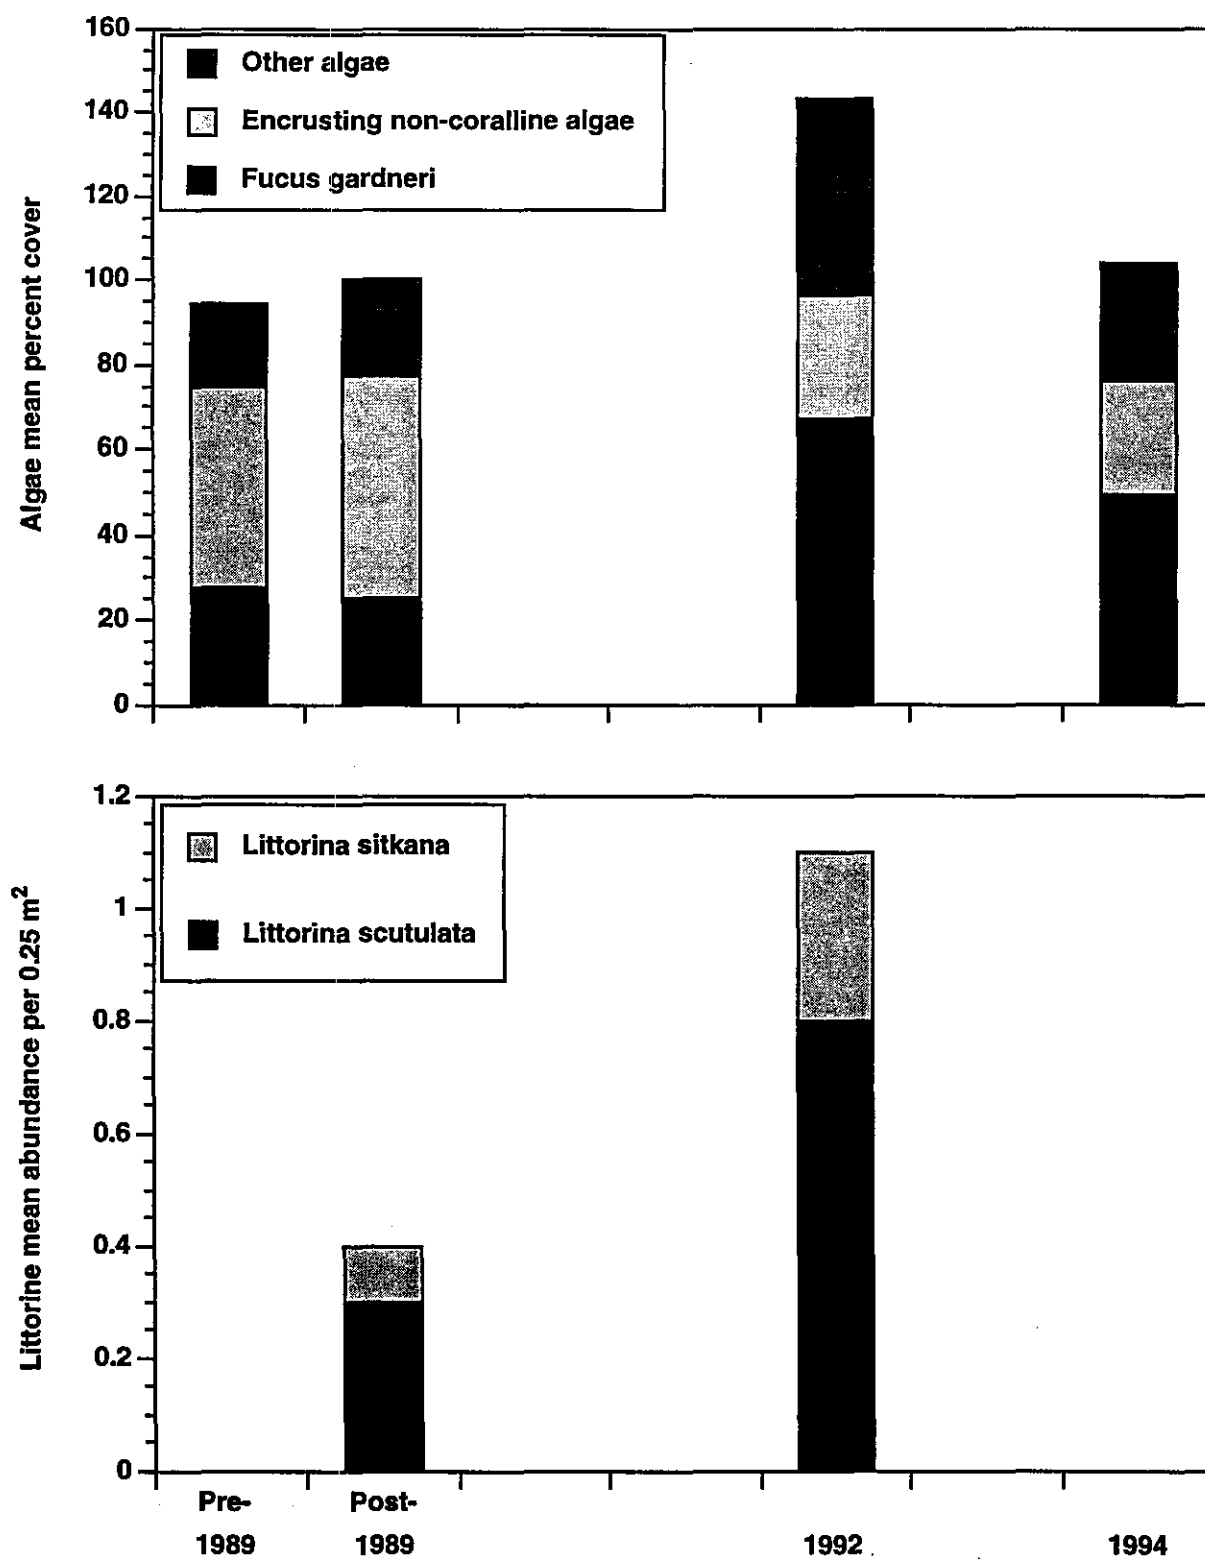 160
140
120
100
80
60
40
20
0
Algae mean percent cover
Other algae
Encrusting non-coralline algae
Fucus gardneri
1.2
1
0.8
0.6
0.4
0.2
0
Littorine mean abundance per 0.25 m²
Littorina sitkana
Littorina scutulata
Pre- Post-
1989 1989 1992 1994